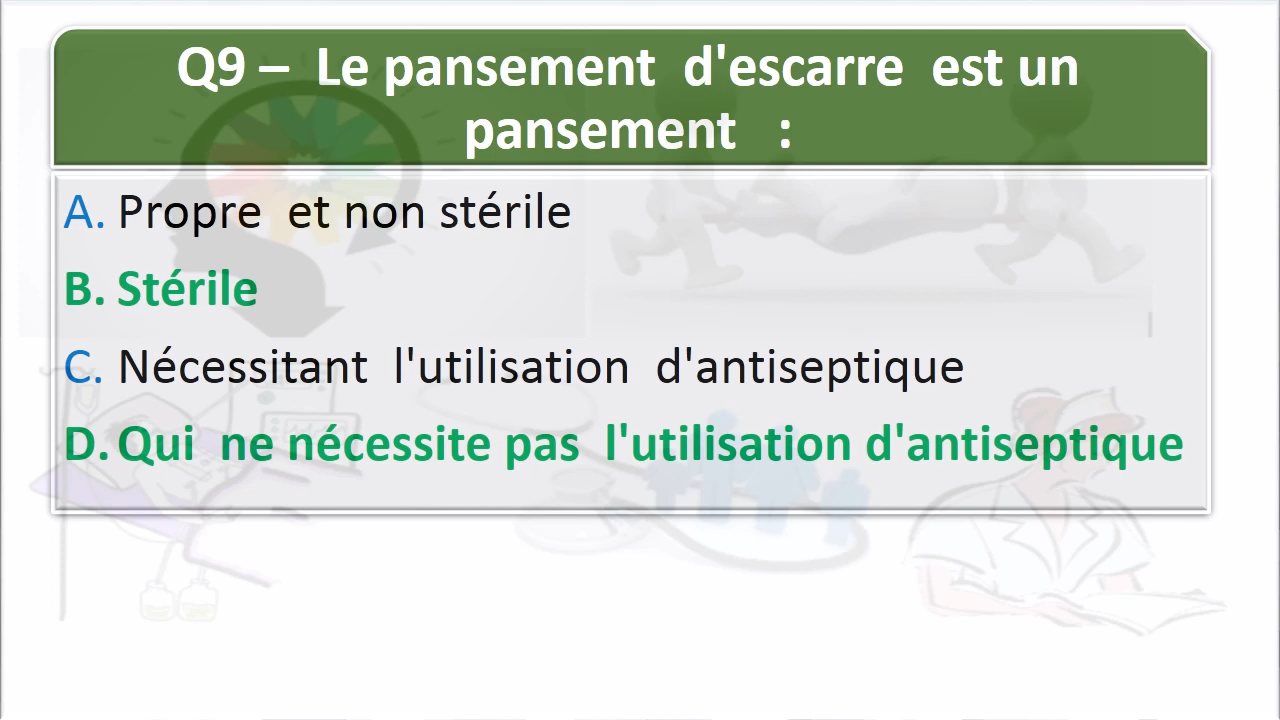 Q9 – Le pansement d'escarre est un
pansement :
A. Propre et non stérile
B. Stérile
C. Nécessitant l'utilisation d'antiseptique
D. Qui ne nécessite pas l'utilisation d'antiseptique